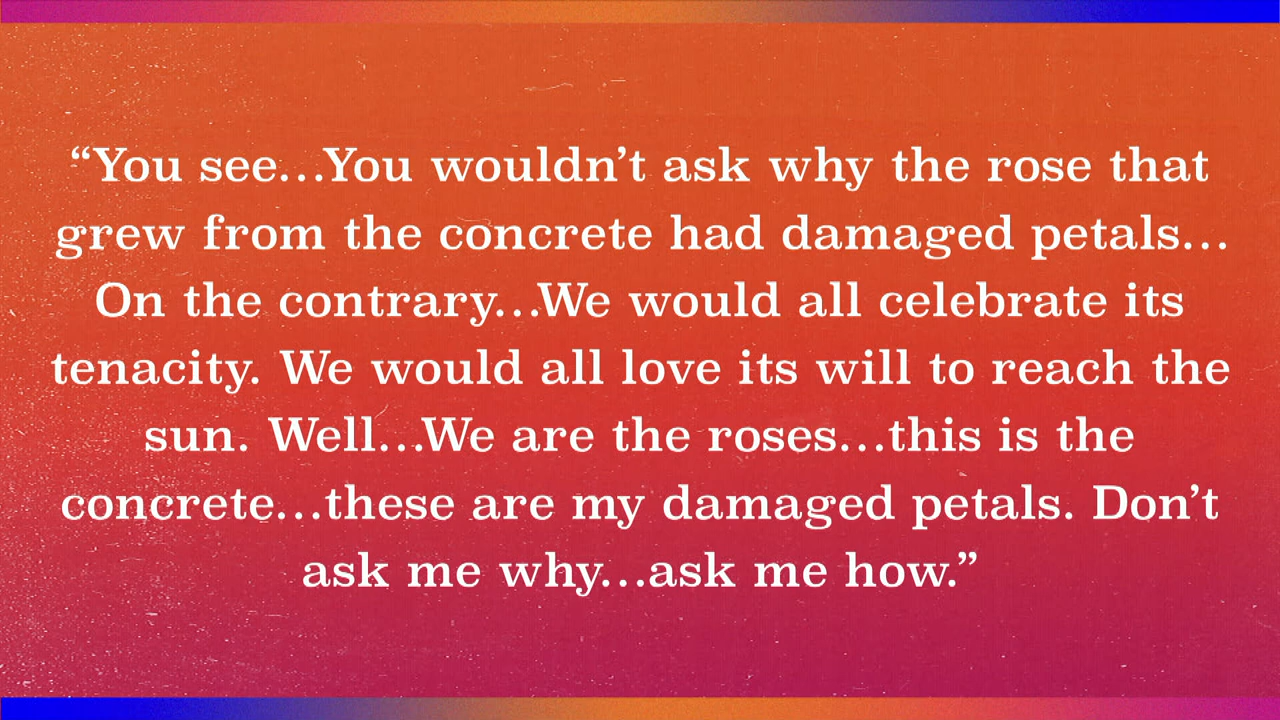 “You see…You wouldn’t ask why the rose that
grew from the concrete had damaged petals…
On the contrary…We would all celebrate its
tenacity. We would all love its will to reach the
sun. Well…We are the roses…this is the
concrete…these are my damaged petals. Don’t
ask me why…ask me how.”